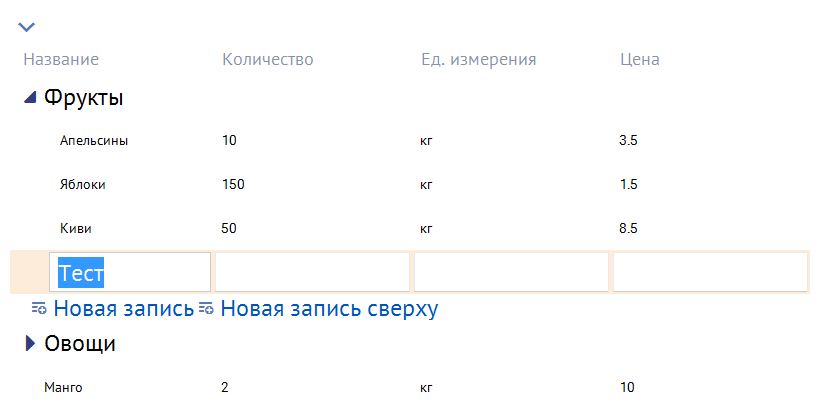 Название Количество Ед. измерения Цена
Фрукты
Апельсины 10 кг 3.5
Яблоки 150 кг 1.5
Киви 50 кг 8.5
Тест
Новая запись Новая запись сверху
Овощи
Манго 2 кг 10